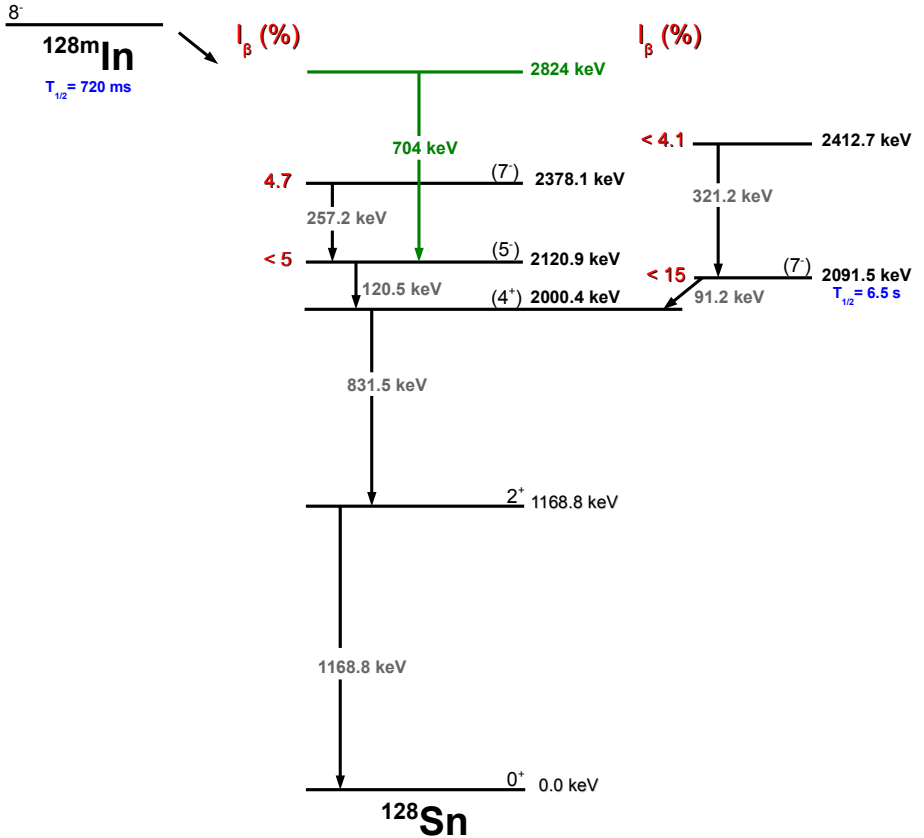 8⁻
¹²⁸ᵐIn
T₁/₂= 720 ms
I_β (%)
I_β (%)
2824 keV
704 keV
< 4.1
2412.7 keV
4.7
(7⁻)
2378.1 keV
321.2 keV
257.2 keV
< 5
(5⁻)
2120.9 keV
< 15
(7⁻)
2091.5 keV
T₁/₂= 6.5 s
120.5 keV
(4⁺)
2000.4 keV
91.2 keV
831.5 keV
2⁺
1168.8 keV
1168.8 keV
0⁺
0.0 keV
¹²⁸Sn